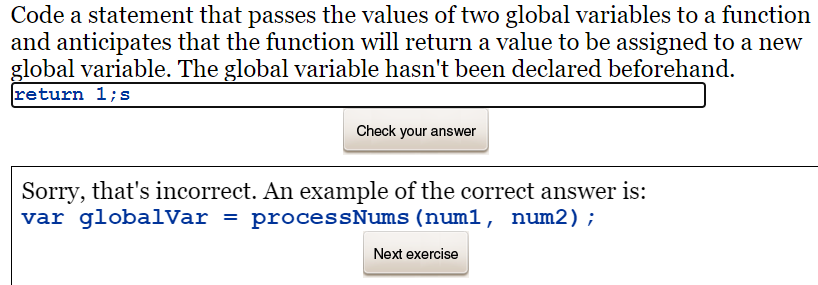 Code a statement that passes the values of two global variables to a function
and anticipates that the function will return a value to be assigned to a new
global variable. The global variable hasn't been declared beforehand.
return 1;s
Check your answer
Sorry, that's incorrect. An example of the correct answer is:
var globalVar = processNums(num1, num2);
Next exercise